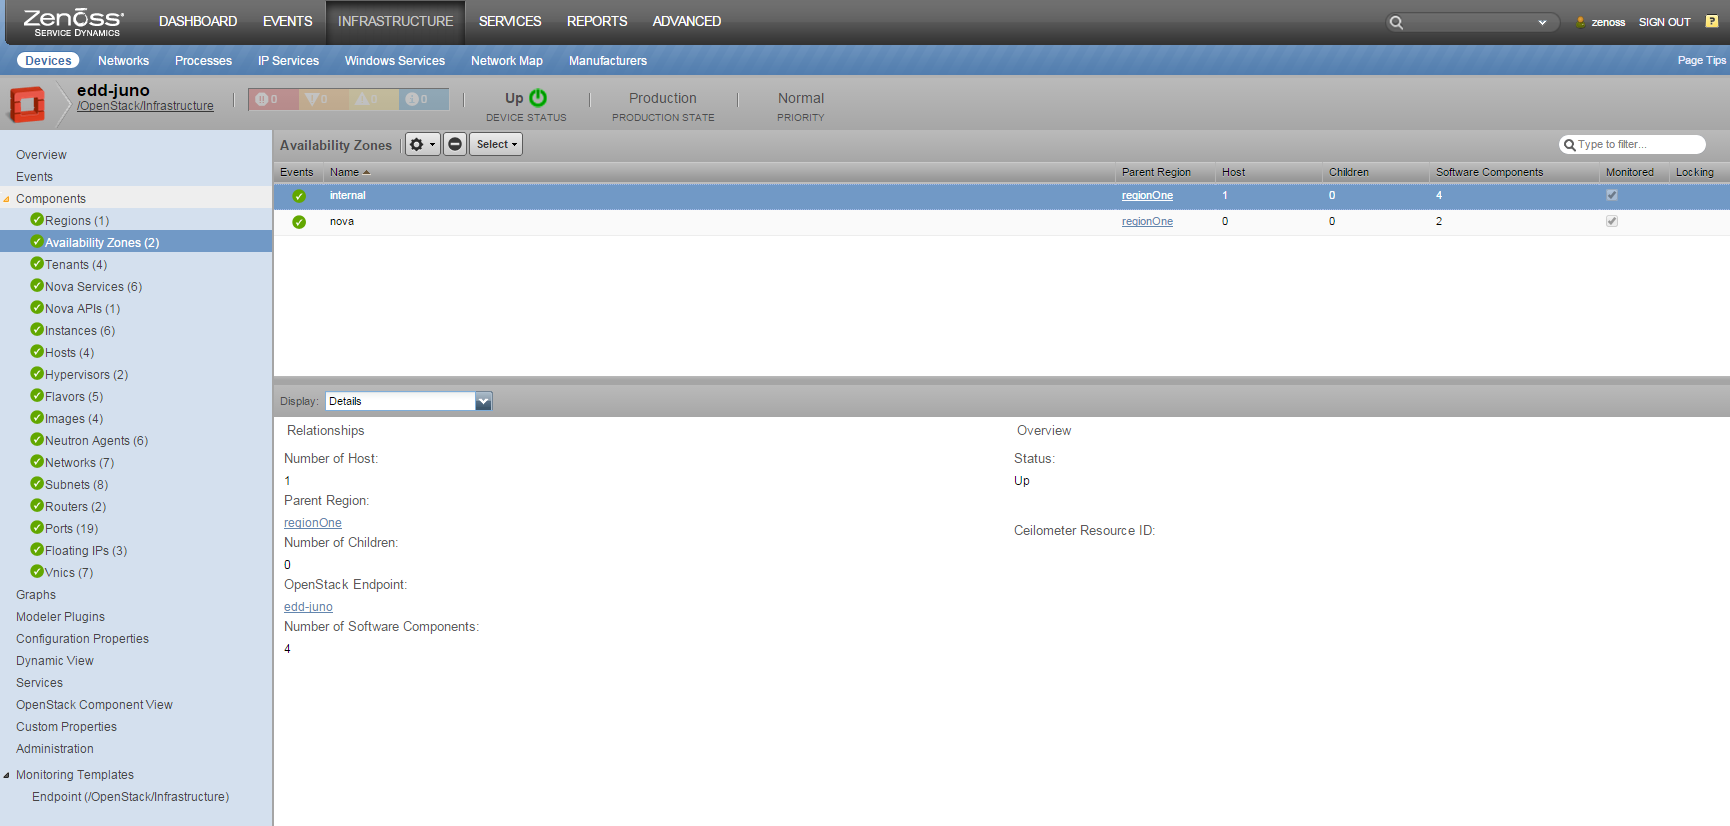 Zenōss
SERVICE DYNAMICS
DASHBOARD EVENTS INFRASTRUCTURE SERVICES REPORTS ADVANCED
zenoss SIGN OUT ?
Devices Networks Processes IP Services Windows Services Network Map Manufacturers Page Tips
edd-juno
/OpenStack/Infrastructure
0 0 0 0
Up
DEVICE STATUS
Production
PRODUCTION STATE
Normal
PRIORITY
Overview
Events
Components
Regions (1)
Availability Zones (2)
Tenants (4)
Nova Services (6)
Nova APIs (1)
Instances (6)
Hosts (4)
Hypervisors (2)
Flavors (5)
Images (4)
Neutron Agents (6)
Networks (7)
Subnets (8)
Routers (2)
Ports (19)
Floating IPs (3)
Vnics (7)
Graphs
Modeler Plugins
Configuration Properties
Dynamic View
Services
OpenStack Component View
Custom Properties
Administration
Monitoring Templates
Endpoint (/OpenStack/Infrastructure)
Availability Zones Select Type to filter...
Events Name Parent Region Host Children Software Components Monitored Locking
internal regionOne 1 0 4
nova regionOne 0 0 2
Display: Details
Relationships
Number of Host:
1
Parent Region:
regionOne
Number of Children:
0
OpenStack Endpoint:
edd-juno
Number of Software Components:
4
Overview
Status:
Up
Ceilometer Resource ID: